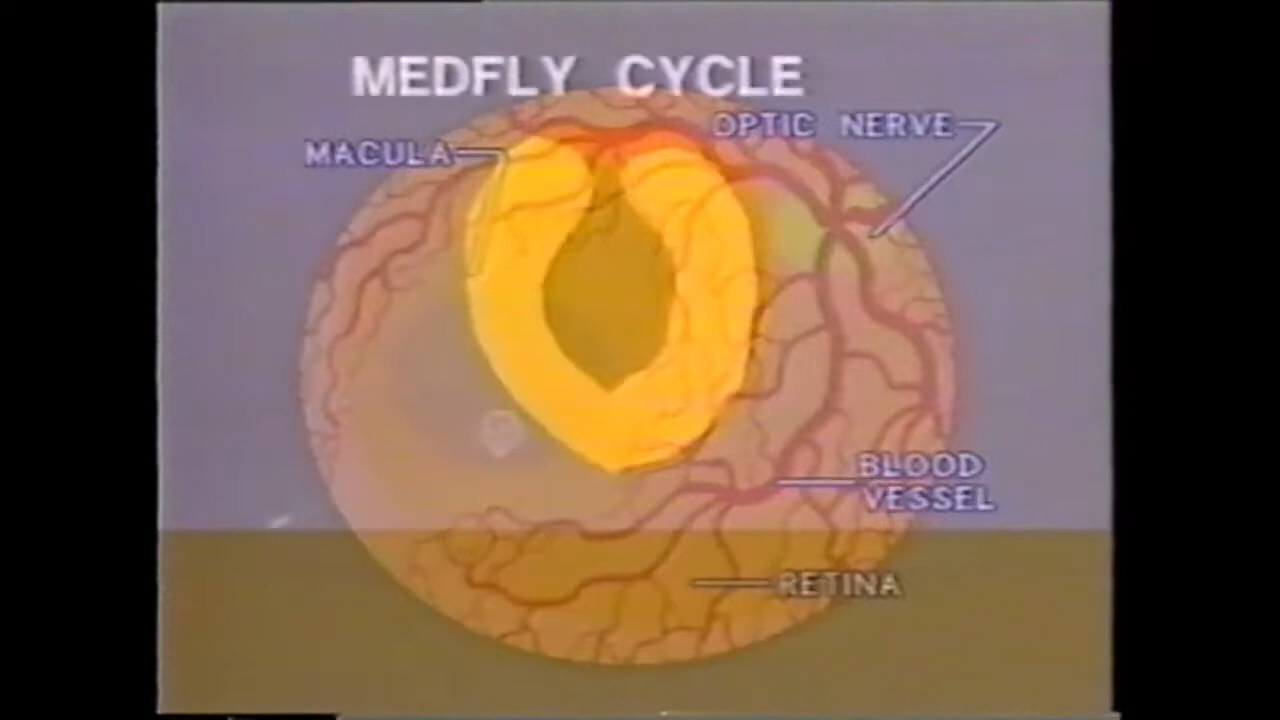 MEDFLY CYCLE
OPTIC NERVE
MACULA
BLOOD
VESSEL
RETINA